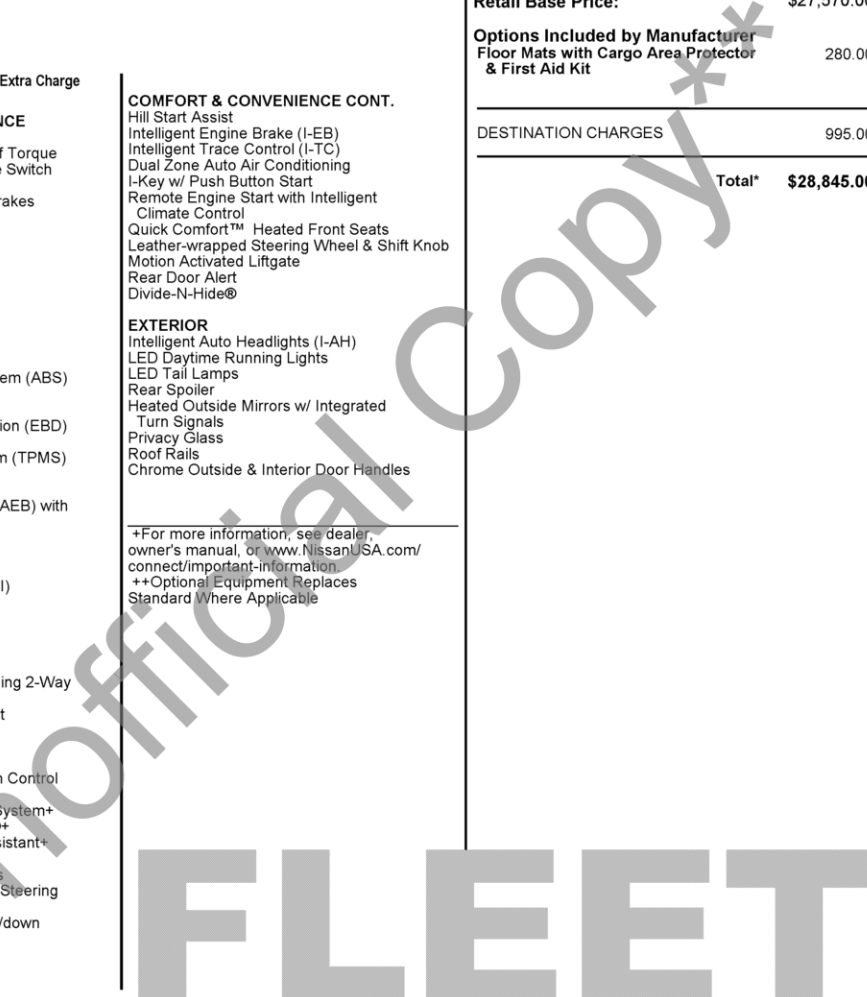 Extra Charge
NCE
f Torque
e Switch
rakes
em (ABS)
ion (EBD)
m (TPMS)
AEB) with
I)
ing 2-Way
t
n Control
System+
+
sistant+
s
Steering
/down
COMFORT & CONVENIENCE CONT.
Hill Start Assist
Intelligent Engine Brake (I-EB)
Intelligent Trace Control (I-TC)
Dual Zone Auto Air Conditioning
I-Key w/ Push Button Start
Remote Engine Start with Intelligent
Climate Control
Quick Comfort™ Heated Front Seats
Leather-wrapped Steering Wheel & Shift Knob
Motion Activated Liftgate
Rear Door Alert
Divide-N-Hide®
EXTERIOR
Intelligent Auto Headlights (I-AH)
LED Daytime Running Lights
LED Tail Lamps
Rear Spoiler
Heated Outside Mirrors w/ Integrated
Turn Signals
Privacy Glass
Roof Rails
Chrome Outside & Interior Door Handles
+For more information, see dealer,
owner's manual, or www.NissanUSA.com/
connect/important-information.
++Optional Equipment Replaces
Standard Where Applicable
Retail Base Price: $27,570.00
Options Included by Manufacturer
Floor Mats with Cargo Area Protector 280.00
& First Aid Kit
DESTINATION CHARGES 995.00
Total* $28,845.00
nofficial Copy**
FLEET